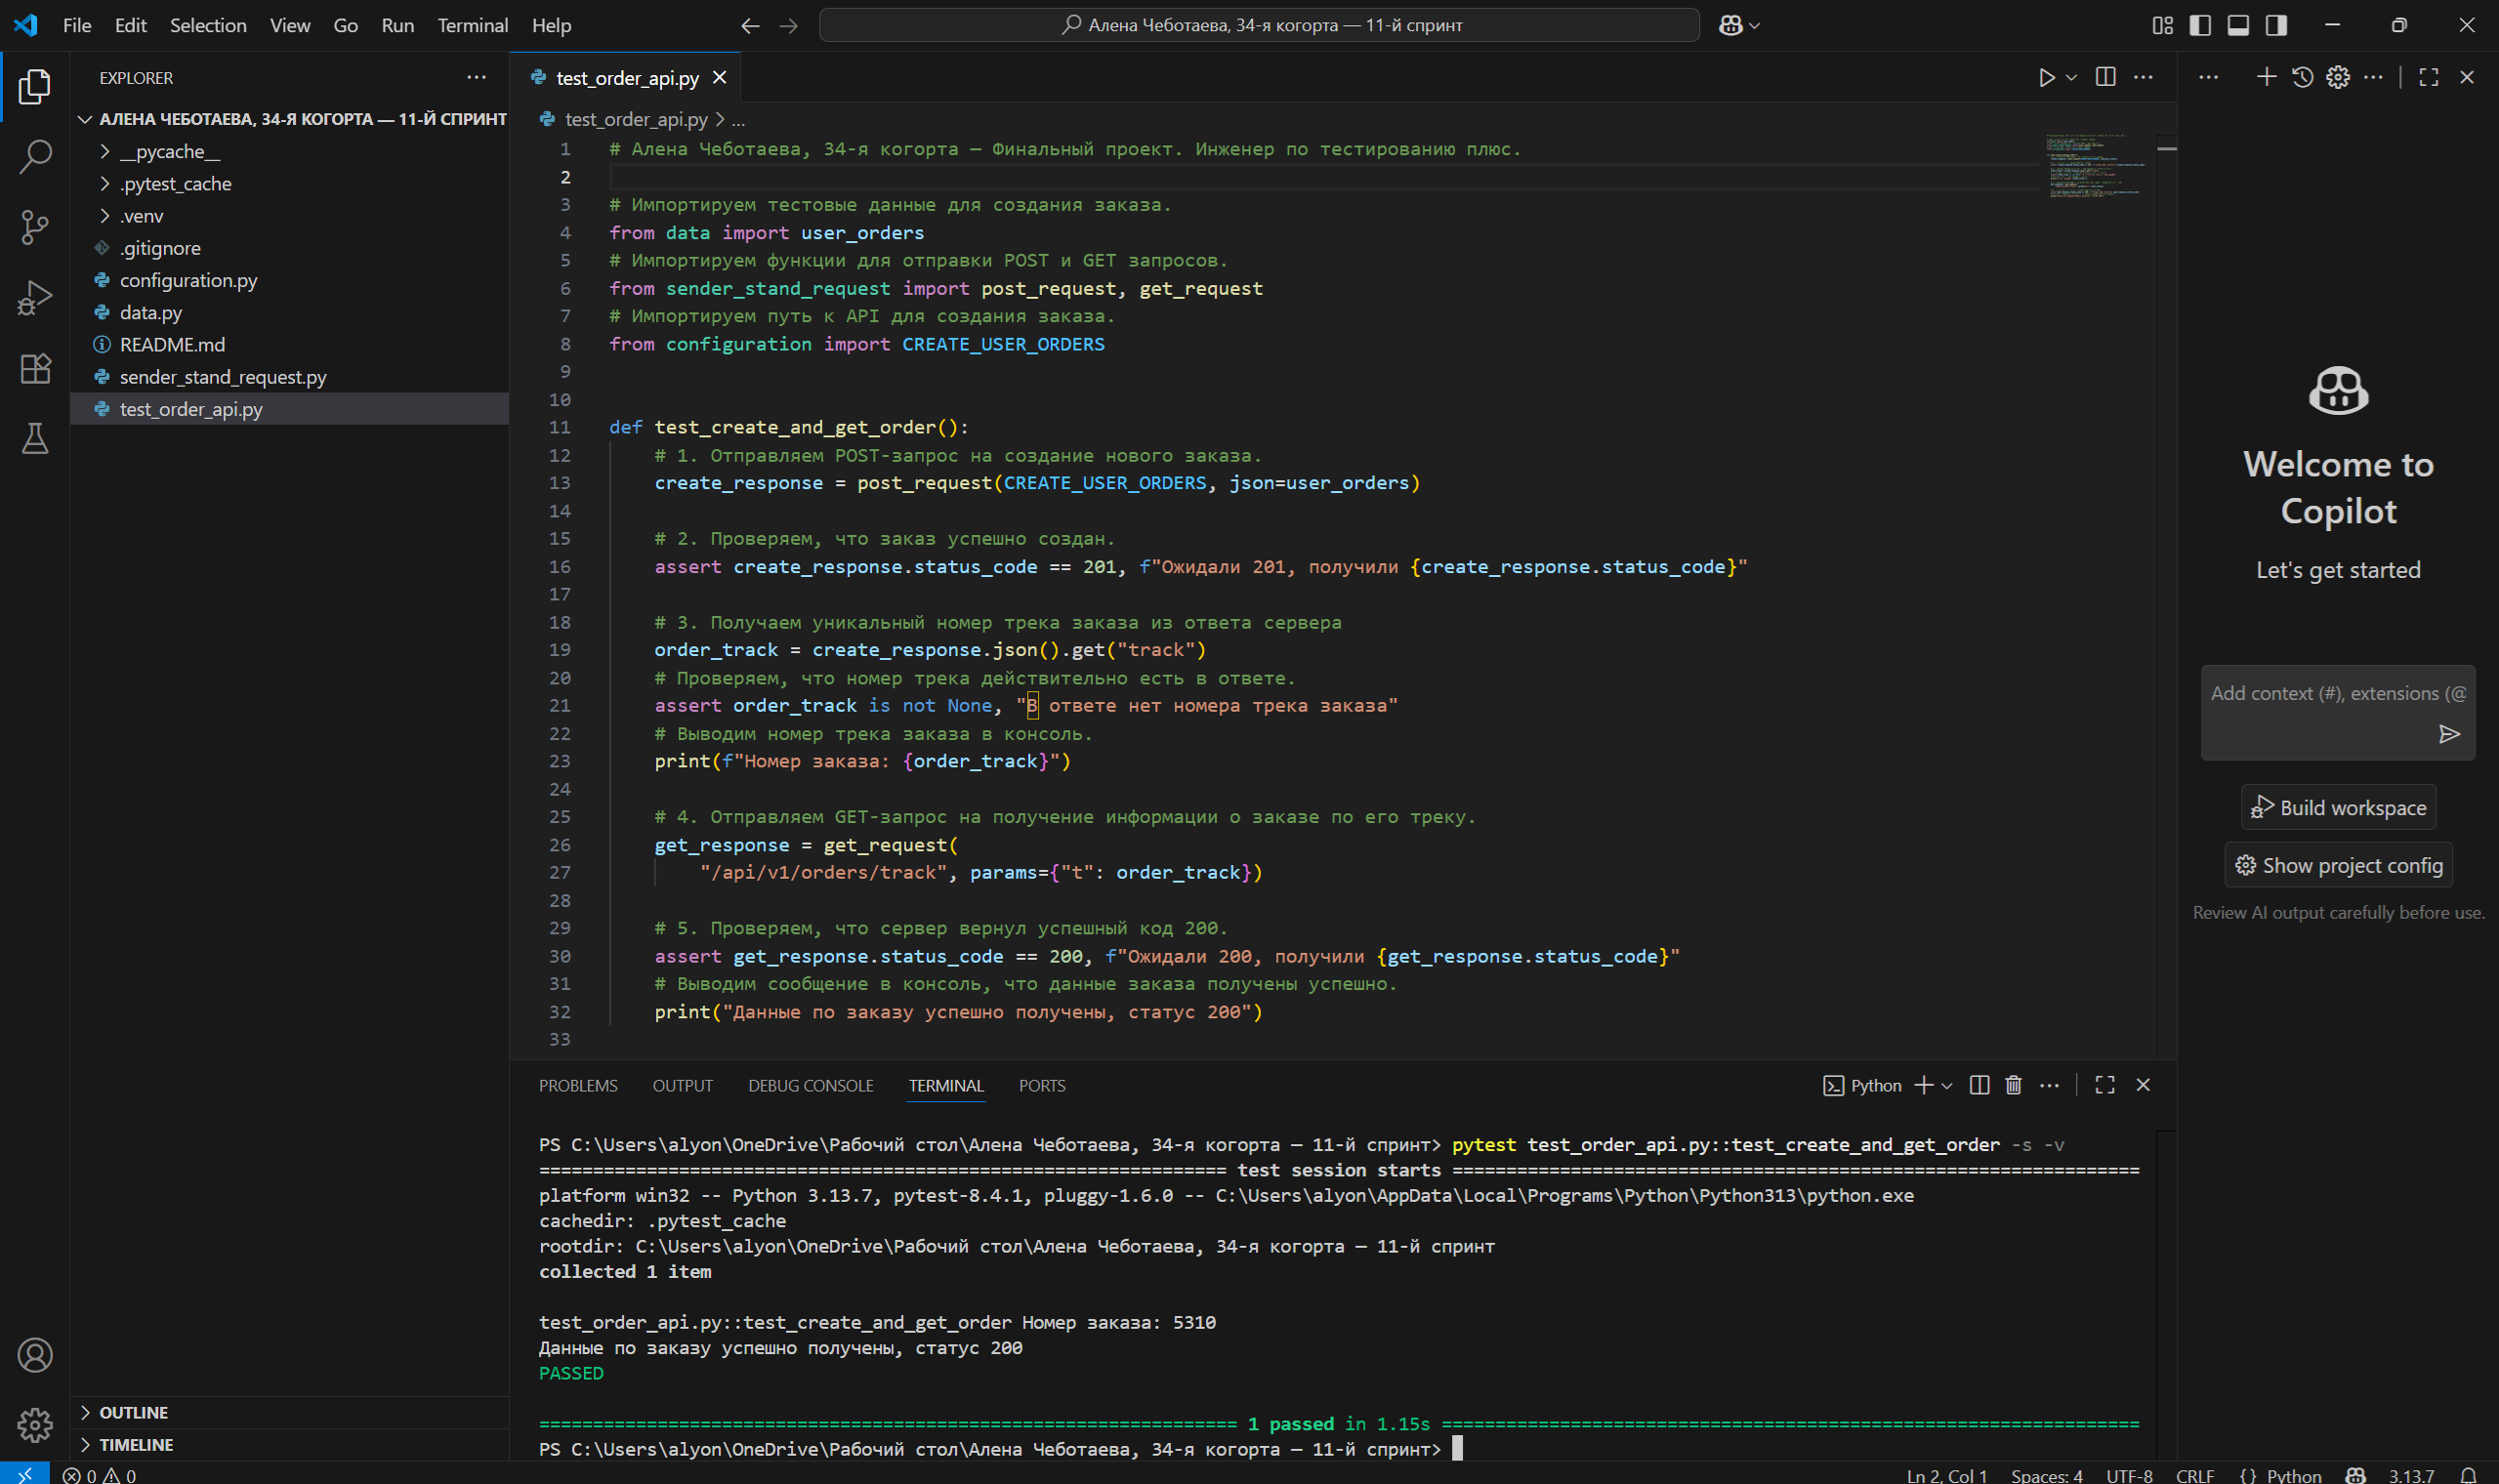 File Edit Selection View Go Run Terminal Help
Алена Чеботаева, 34-я когорта — 11-й спринт
EXPLORER
АЛЕНА ЧЕБОТАЕВА, 34-Я КОГОРТА — 11-Й СПРИНТ
__pycache__
.pytest_cache
.venv
.gitignore
configuration.py
data.py
README.md
sender_stand_request.py
test_order_api.py
OUTLINE
TIMELINE
test_order_api.py
test_order_api.py > ...
1 # Алена Чеботаева, 34-я когорта — Финальный проект. Инженер по тестированию плюс.
2
3 # Импортируем тестовые данные для создания заказа.
4 from data import user_orders
5 # Импортируем функции для отправки POST и GET запросов.
6 from sender_stand_request import post_request, get_request
7 # Импортируем путь к API для создания заказа.
8 from configuration import CREATE_USER_ORDERS
9
10
11 def test_create_and_get_order():
12 # 1. Отправляем POST-запрос на создание нового заказа.
13 create_response = post_request(CREATE_USER_ORDERS, json=user_orders)
14
15 # 2. Проверяем, что заказ успешно создан.
16 assert create_response.status_code == 201, f"Ожидали 201, получили {create_response.status_code}"
17
18 # 3. Получаем уникальный номер трека заказа из ответа сервера
19 order_track = create_response.json().get("track")
20 # Проверяем, что номер трека действительно есть в ответе.
21 assert order_track is not None, "В ответе нет номера трека заказа"
22 # Выводим номер трека заказа в консоль.
23 print(f"Номер заказа: {order_track}")
24
25 # 4. Отправляем GET-запрос на получение информации о заказе по его треку.
26 get_response = get_request(
27 "/api/v1/orders/track", params={"t": order_track})
28
29 # 5. Проверяем, что сервер вернул успешный код 200.
30 assert get_response.status_code == 200, f"Ожидали 200, получили {get_response.status_code}"
31 # Выводим сообщение в консоль, что данные заказа получены успешно.
32 print("Данные по заказу успешно получены, статус 200")
33
Welcome to
Copilot
Let's get started
Add context (#), extensions (@
Build workspace
Show project config
Review AI output carefully before use.
PROBLEMS OUTPUT DEBUG CONSOLE TERMINAL PORTS
Python
PS C:\Users\alyon\OneDrive\Рабочий стол\Алена Чеботаева, 34-я когорта — 11-й спринт> pytest test_order_api.py::test_create_and_get_order -s -v
================================================================ test session starts ================================================================
platform win32 -- Python 3.13.7, pytest-8.4.1, pluggy-1.6.0 -- C:\Users\alyon\AppData\Local\Programs\Python\Python313\python.exe
cachedir: .pytest_cache
rootdir: C:\Users\alyon\OneDrive\Рабочий стол\Алена Чеботаева, 34-я когорта — 11-й спринт
collected 1 item
test_order_api.py::test_create_and_get_order Номер заказа: 5310
Данные по заказу успешно получены, статус 200
PASSED
================================================================= 1 passed in 1.15s =================================================================
PS C:\Users\alyon\OneDrive\Рабочий стол\Алена Чеботаева, 34-я когорта — 11-й спринт>
0 0
Ln 2, Col 1 Spaces: 4 UTF-8 CRLF {} Python 3.13.7